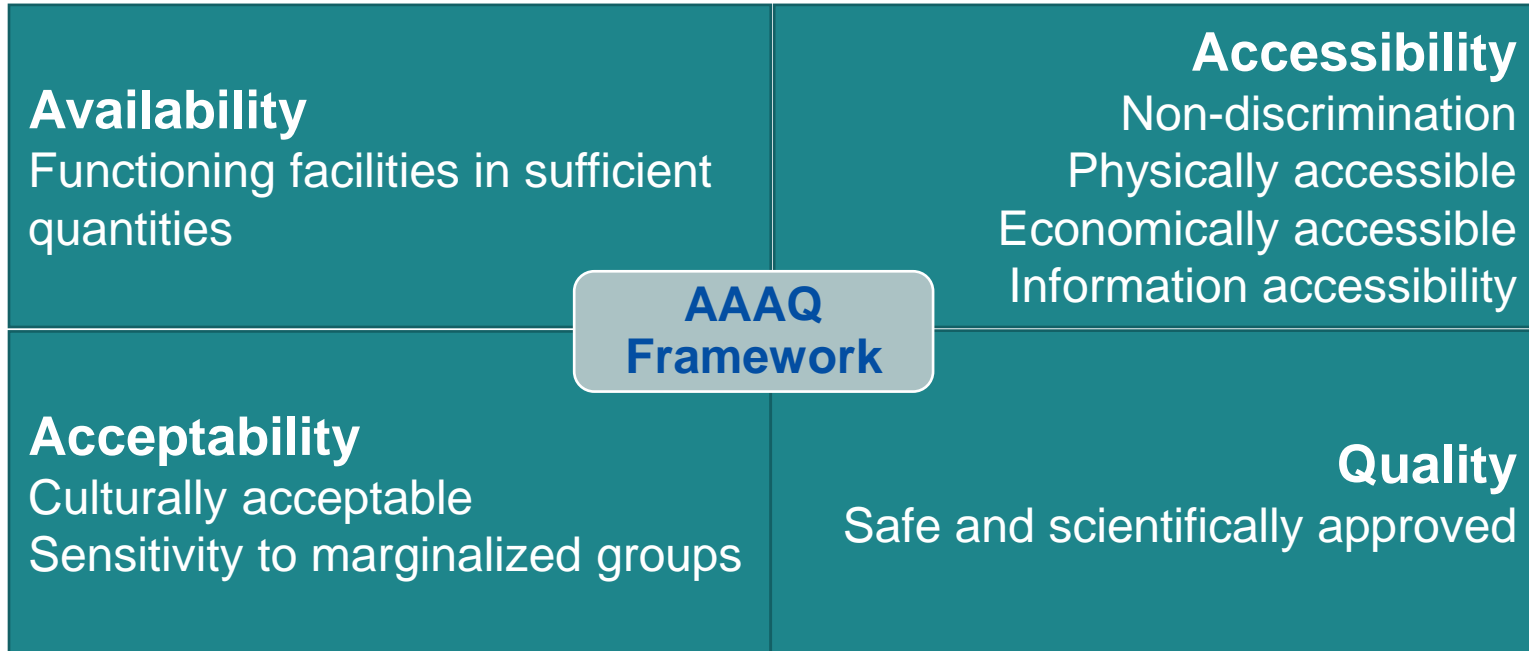 Availability
Functioning facilities in sufficient
quantities
Accessibility
Non-discrimination
Physically accessible
Economically accessible
Information accessibility
AAAQ
Framework
Acceptability
Culturally acceptable
Sensitivity to marginalized groups
Quality
Safe and scientifically approved